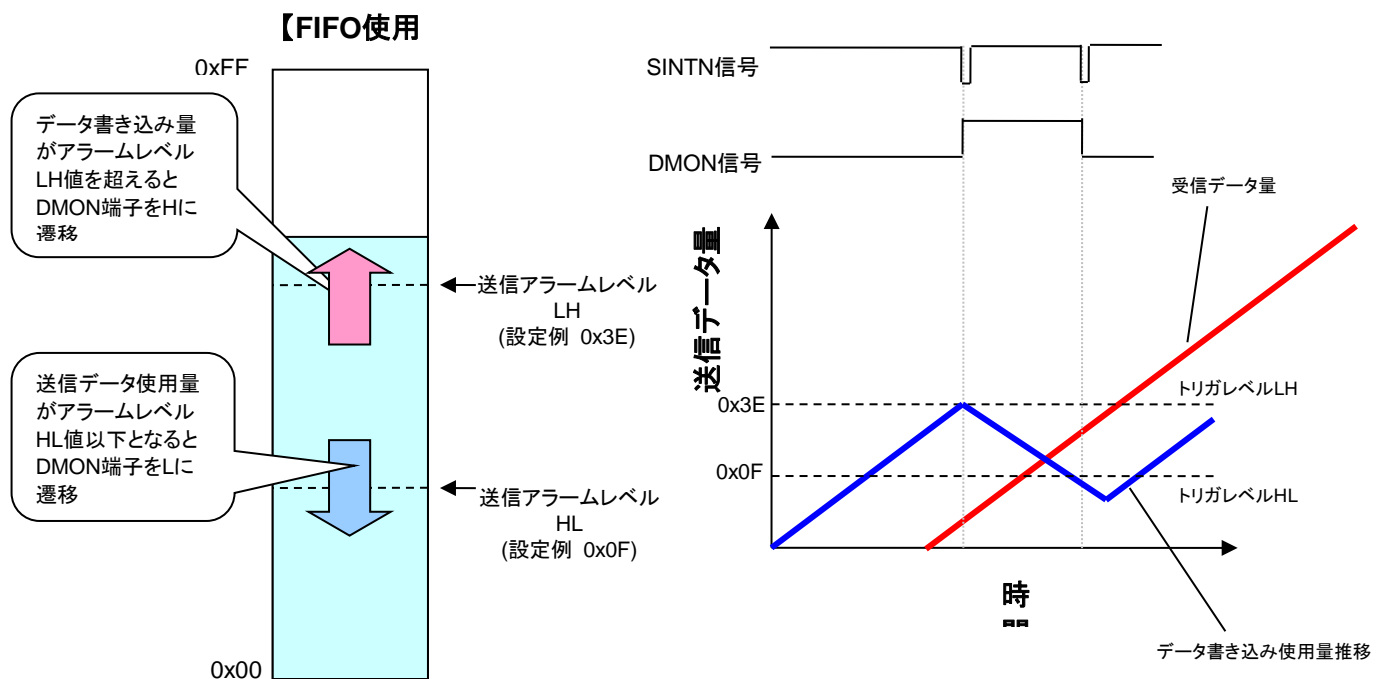 【FIFO使用
0xFF
データ書き込み量
がアラームレベル
LH値を超えると
DMON端子をHに
遷移
送信アラームレベル
LH
(設定例 0x3E)
送信データ使用量
がアラームレベル
HL値以下となると
DMON端子をLに
遷移
送信アラームレベル
HL
(設定例 0x0F)
0x00
SINTN信号
DMON信号
受信データ量
送信データ量
0x3E
トリガレベルLH
0x0F
トリガレベルHL
時
データ書き込み使用量推移